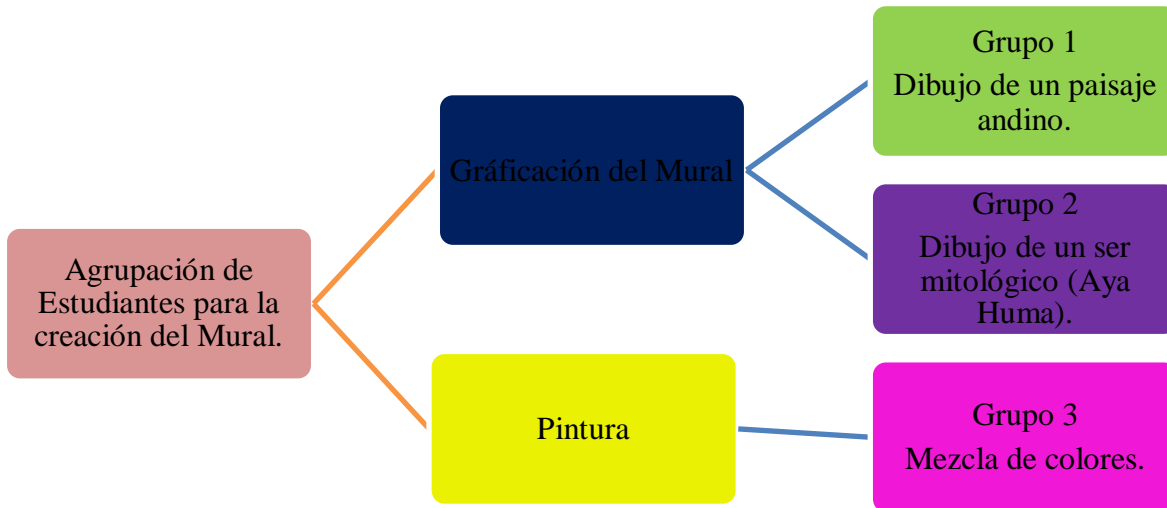 Agrupación de
Estudiantes para la
creación del Mural.
Gráficación del Mural
Pintura
Grupo 1
Dibujo de un paisaje
andino.
Grupo 2
Dibujo de un ser
mitológico (Aya
Huma).
Grupo 3
Mezcla de colores.